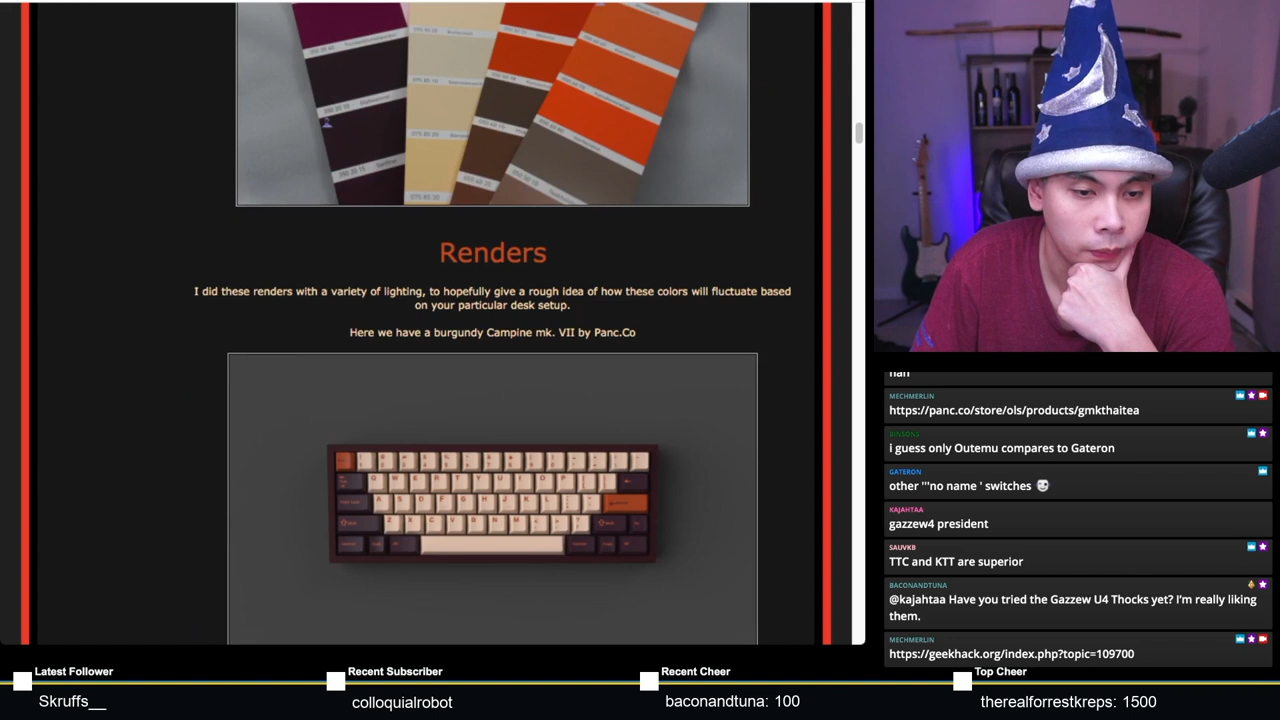 Renders
I did these renders with a variety of lighting, to hopefully give a rough idea of how these colors will fluctuate based
on your particular desk setup.
Here we have a burgundy Campine mk. VII by Panc.Co
MECHMERLIN
https://panc.co/store/ols/products/gmkthaitea
BINSONS
i guess only Outemu compares to Gateron
GATERON
other '"no name ' switches
KAJAHTAA
gazzew4 president
SAUVKB
TTC and KTT are superior
BACONANDTUNA
@kajahtaa Have you tried the Gazzew U4 Thocks yet? I'm really liking
them.
MECHMERLIN
https://geekhack.org/index.php?topic=109700
Latest Follower
Skruffs__
Recent Subscriber
colloquialrobot
Recent Cheer
baconandtuna: 100
Top Cheer
therealforrestkreps: 1500